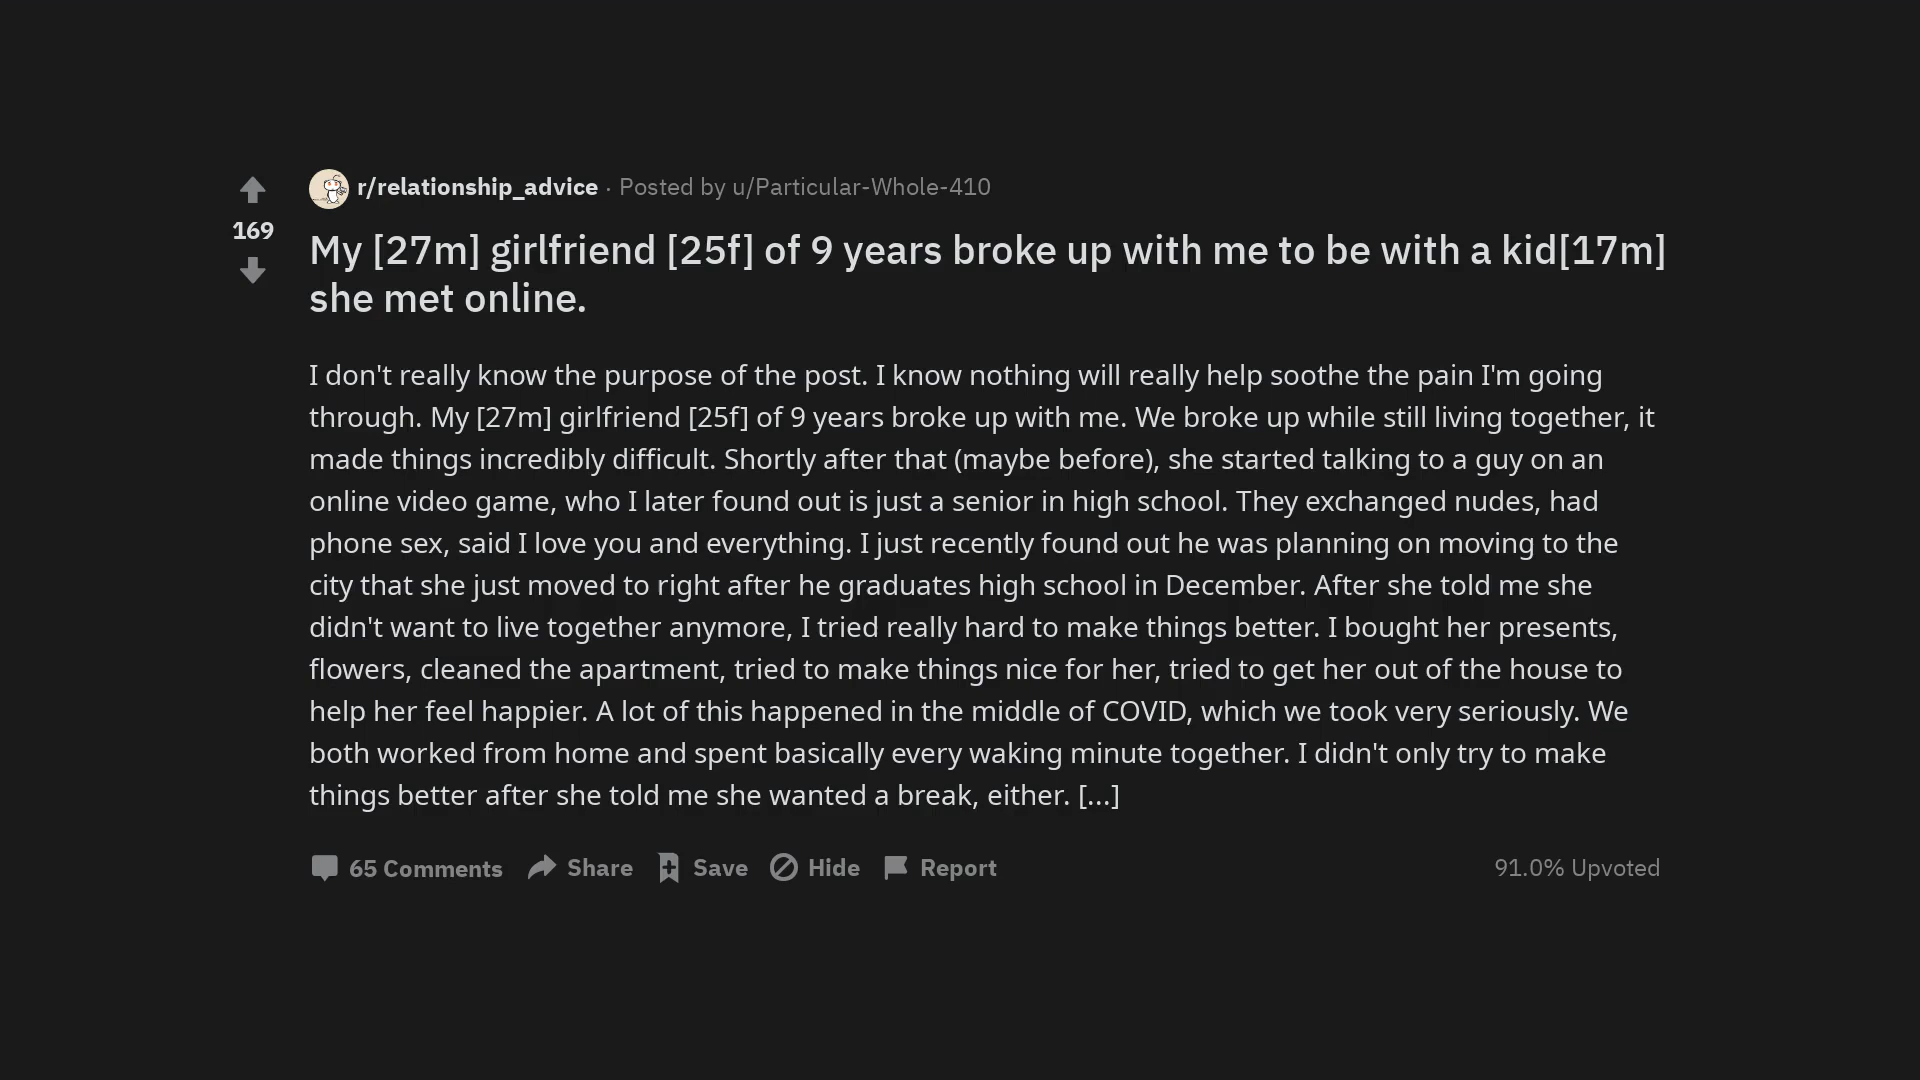 r/relationship_advice · Posted by u/Particular-Whole-410
169
My [27m] girlfriend [25f] of 9 years broke up with me to be with a kid[17m]
she met online.
I don't really know the purpose of the post. I know nothing will really help soothe the pain I'm going
through. My [27m] girlfriend [25f] of 9 years broke up with me. We broke up while still living together, it
made things incredibly difficult. Shortly after that (maybe before), she started talking to a guy on an
online video game, who I later found out is just a senior in high school. They exchanged nudes, had
phone sex, said I love you and everything. I just recently found out he was planning on moving to the
city that she just moved to right after he graduates high school in December. After she told me she
didn't want to live together anymore, I tried really hard to make things better. I bought her presents,
flowers, cleaned the apartment, tried to make things nice for her, tried to get her out of the house to
help her feel happier. A lot of this happened in the middle of COVID, which we took very seriously. We
both worked from home and spent basically every waking minute together. I didn't only try to make
things better after she told me she wanted a break, either. [...]
65 Comments Share Save Hide Report 91.0% Upvoted